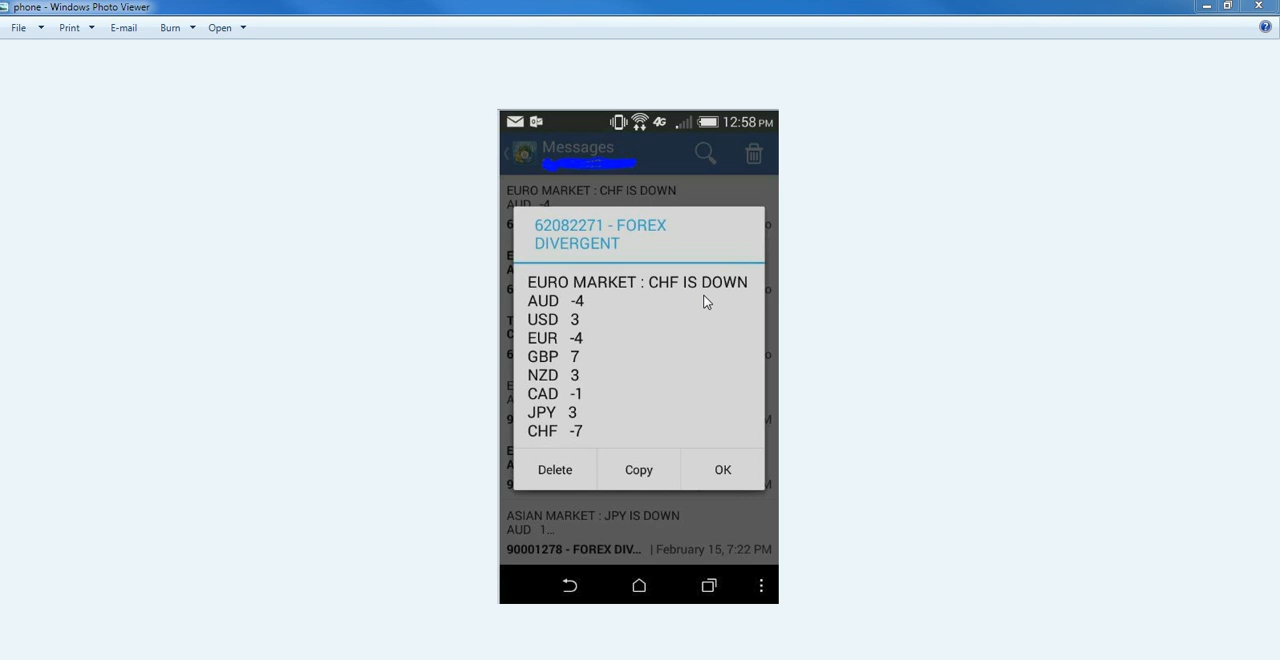 phone - Windows Photo Viewer
File Print E-mail Burn Open
4G 12:58 PM
Messages
EURO MARKET : CHF IS DOWN
AUD -4
62082271 - FOREX
DIVERGENT
EURO MARKET : CHF IS DOWN
AUD -4
USD 3
EUR -4
GBP 7
NZD 3
CAD -1
JPY 3
CHF -7
Delete Copy OK
ASIAN MARKET : JPY IS DOWN
AUD 1...
90001278 - FOREX DIV... | February 15, 7:22 PM